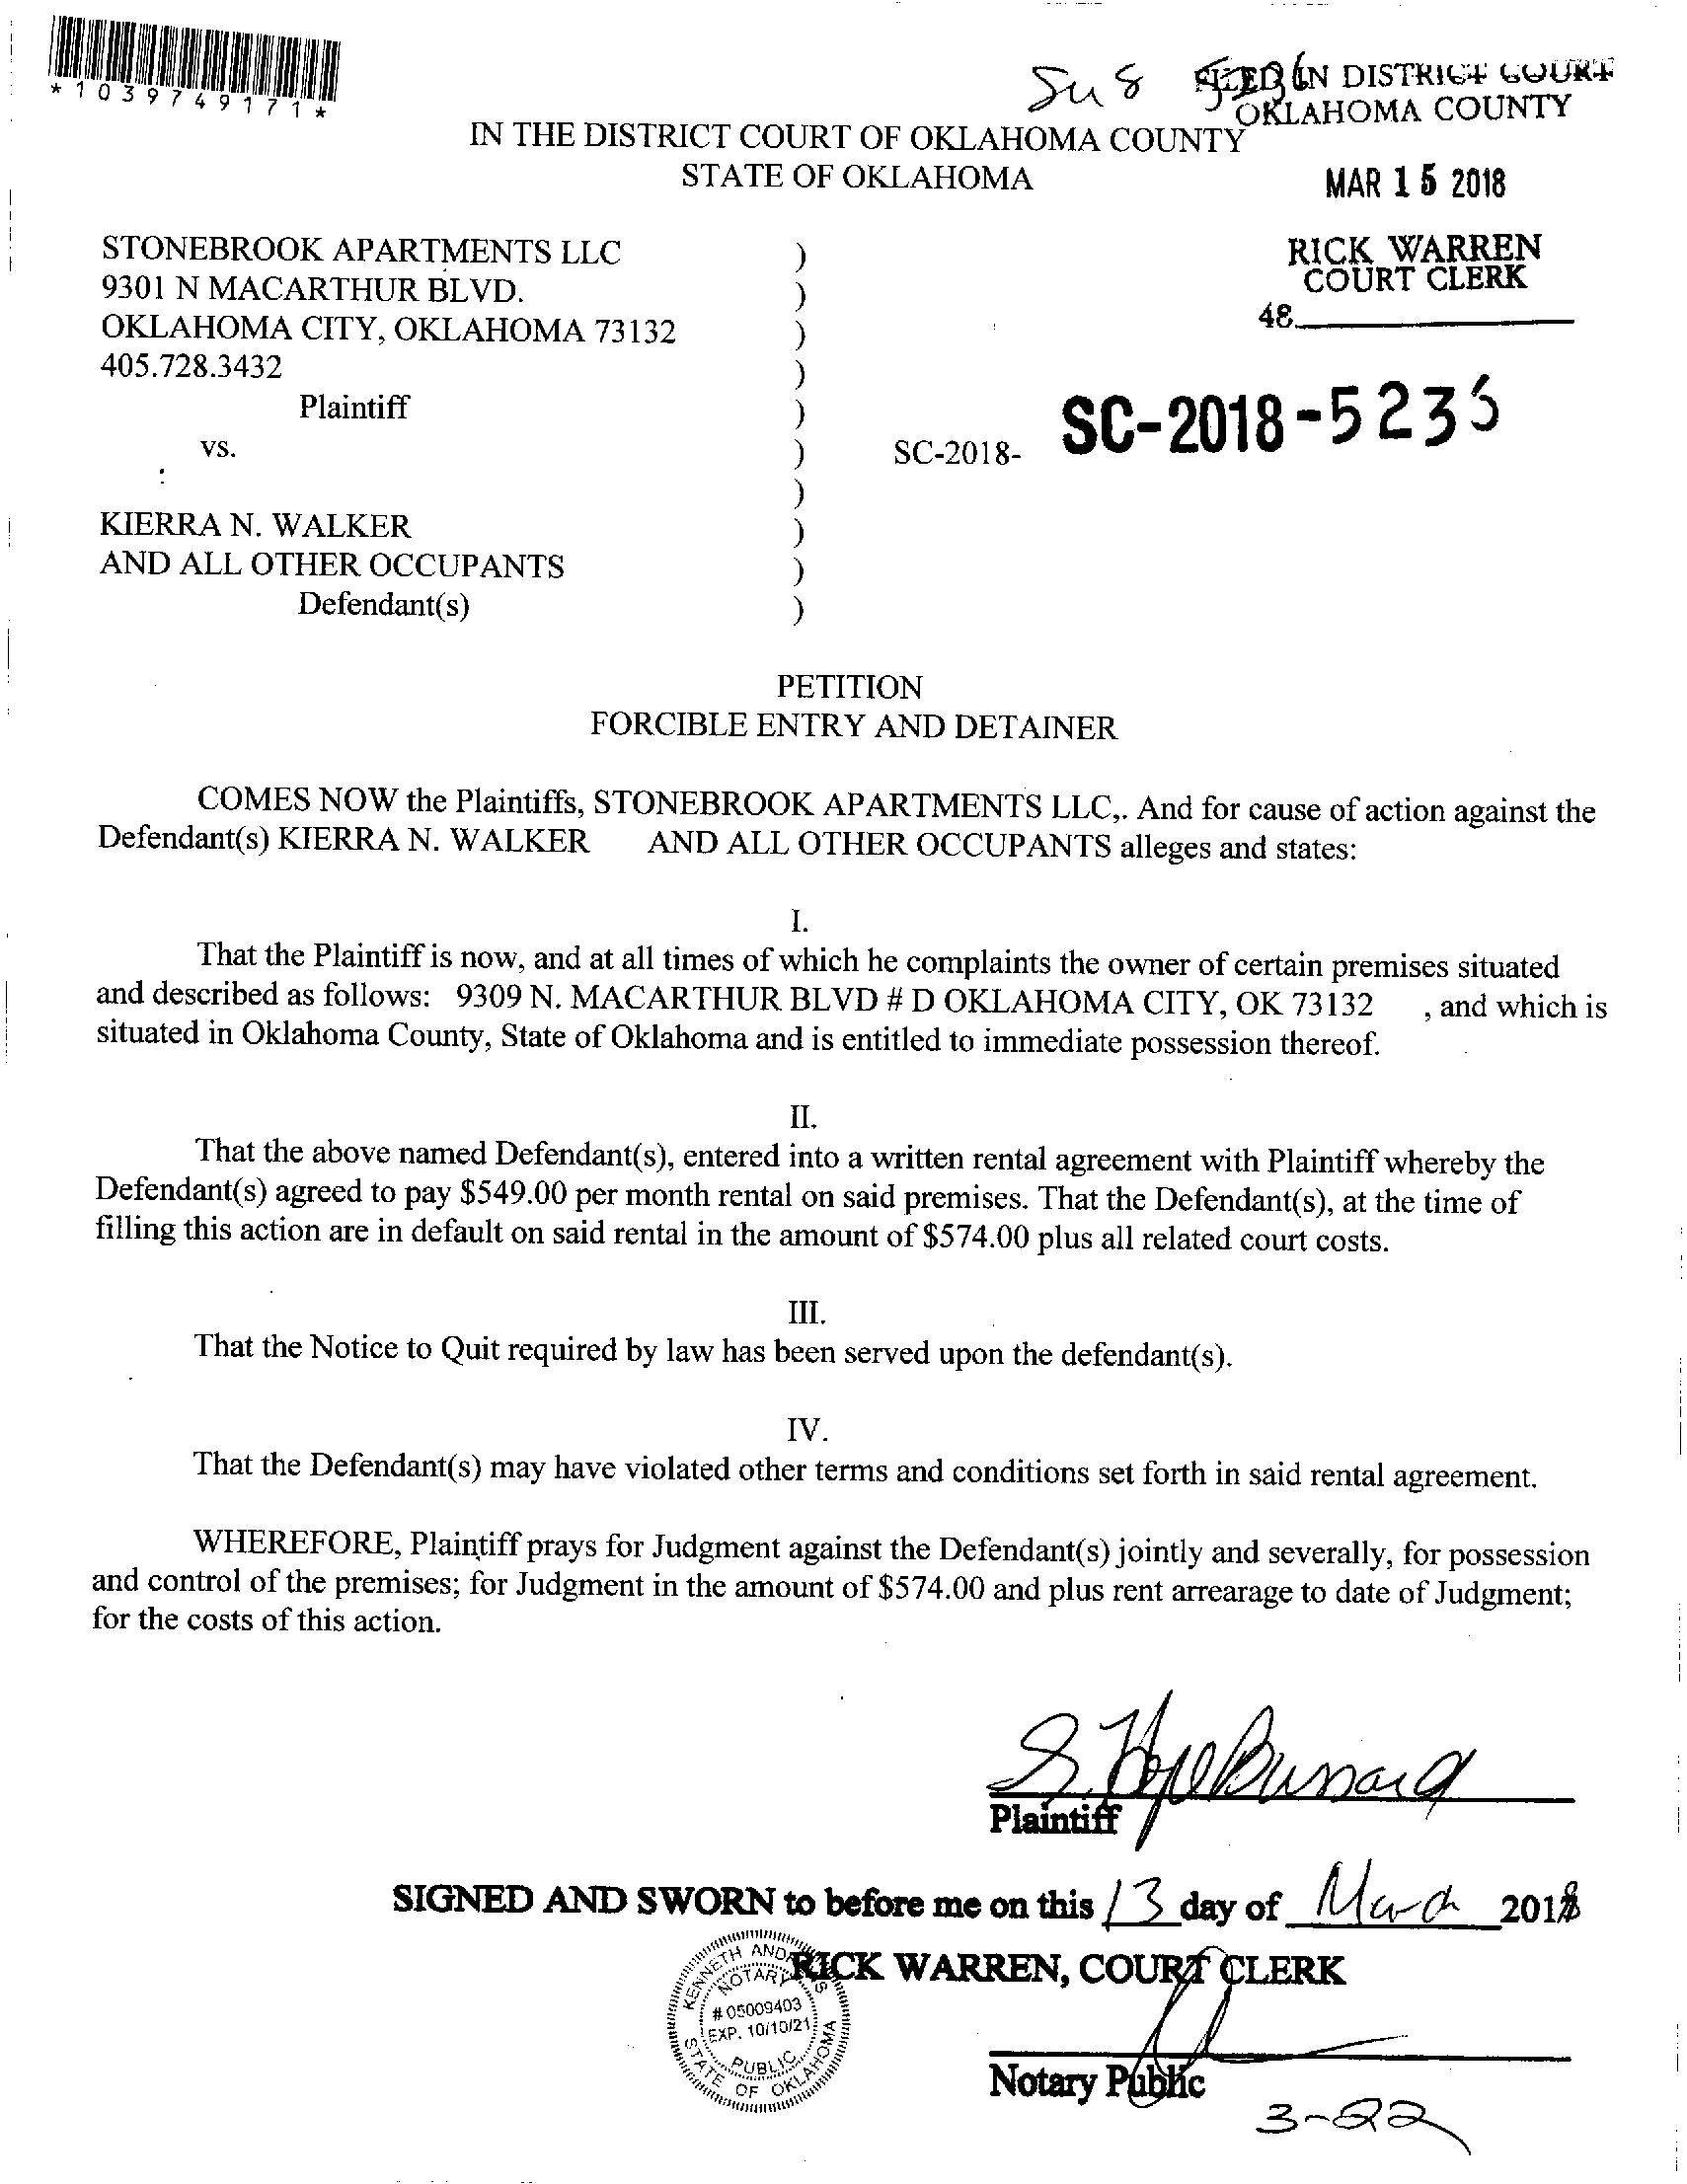 *1039749171*
FILED IN DISTRICT COURT
OKLAHOMA COUNTY
IN THE DISTRICT COURT OF OKLAHOMA COUNTY
STATE OF OKLAHOMA
MAR 15 2018
STONEBROOK APARTMENTS LLC )
RICK WARREN
COURT CLERK
9301 N MACARTHUR BLVD. )
48
OKLAHOMA CITY, OKLAHOMA 73132 )
405.728.3432 )
Plaintiff )
vs. ) SC-2018- SC-2018-5235
)
KIERRA N. WALKER )
AND ALL OTHER OCCUPANTS )
Defendant(s) )
PETITION
FORCIBLE ENTRY AND DETAINER
COMES NOW the Plaintiffs, STONEBROOK APARTMENTS LLC,. And for cause of action against the
Defendant(s) KIERRA N. WALKER AND ALL OTHER OCCUPANTS alleges and states:
I.
That the Plaintiff is now, and at all times of which he complaints the owner of certain premises situated
and described as follows: 9309 N. MACARTHUR BLVD # D OKLAHOMA CITY, OK 73132 , and which is
situated in Oklahoma County, State of Oklahoma and is entitled to immediate possession thereof.
II.
That the above named Defendant(s), entered into a written rental agreement with Plaintiff whereby the
Defendant(s) agreed to pay $549.00 per month rental on said premises. That the Defendant(s), at the time of
filling this action are in default on said rental in the amount of $574.00 plus all related court costs.
III.
That the Notice to Quit required by law has been served upon the defendant(s).
IV.
That the Defendant(s) may have violated other terms and conditions set forth in said rental agreement.
WHEREFORE, Plaintiff prays for Judgment against the Defendant(s) jointly and severally, for possession
and control of the premises; for Judgment in the amount of $574.00 and plus rent arrearage to date of Judgment;
for the costs of this action.
S. Hope Bussard
Plaintiff
SIGNED AND SWORN to before me on this 13 day of March 2018
RICK WARREN, COURT CLERK
KENNETH
NOTARY
#05009403
EXP. 10/10/21
PUBLIC
STATE OF OKLAHOMA
Notary Public
3-22